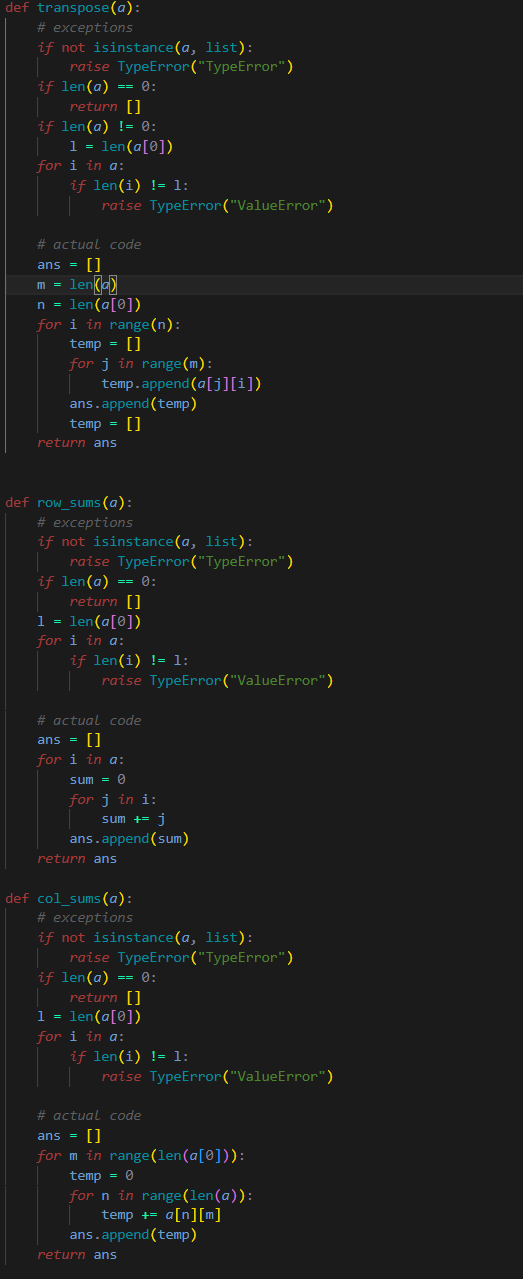 def transpose(a):
    # exceptions
    if not isinstance(a, list):
        raise TypeError("TypeError")
    if len(a) == 0:
        return []
    if len(a) != 0:
        l = len(a[0])
    for i in a:
        if len(i) != l:
            raise TypeError("ValueError")

    # actual code
    ans = []
    m = len(a)
    n = len(a[0])
    for i in range(n):
        temp = []
        for j in range(m):
            temp.append(a[j][i])
        ans.append(temp)
        temp = []
    return ans


def row_sums(a):
    # exceptions
    if not isinstance(a, list):
        raise TypeError("TypeError")
    if len(a) == 0:
        return []
    l = len(a[0])
    for i in a:
        if len(i) != l:
            raise TypeError("ValueError")

    # actual code
    ans = []
    for i in a:
        sum = 0
        for j in i:
            sum += j
        ans.append(sum)
    return ans

def col_sums(a):
    # exceptions
    if not isinstance(a, list):
        raise TypeError("TypeError")
    if len(a) == 0:
        return []
    l = len(a[0])
    for i in a:
        if len(i) != l:
            raise TypeError("ValueError")

    # actual code
    ans = []
    for m in range(len(a[0])):
        temp = 0
        for n in range(len(a)):
            temp += a[n][m]
        ans.append(temp)
    return ans